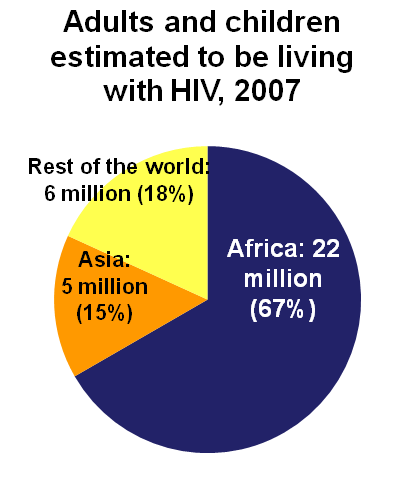 Adults and children
estimated to be living
with HIV, 2007
Rest of the world:
6 million (18%)
Africa: 22
million
(67%)
Asia:
5 million
(15%)